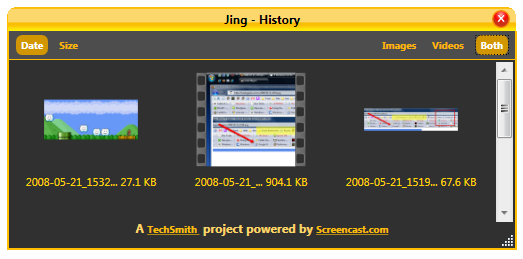 Jing - History
Date Size Images Videos Both
2008-05-21_1532... 27.1 KB 2008-05-21_... 904.1 KB 2008-05-21_1519... 67.6 KB
A TechSmith project powered by Screencast.com